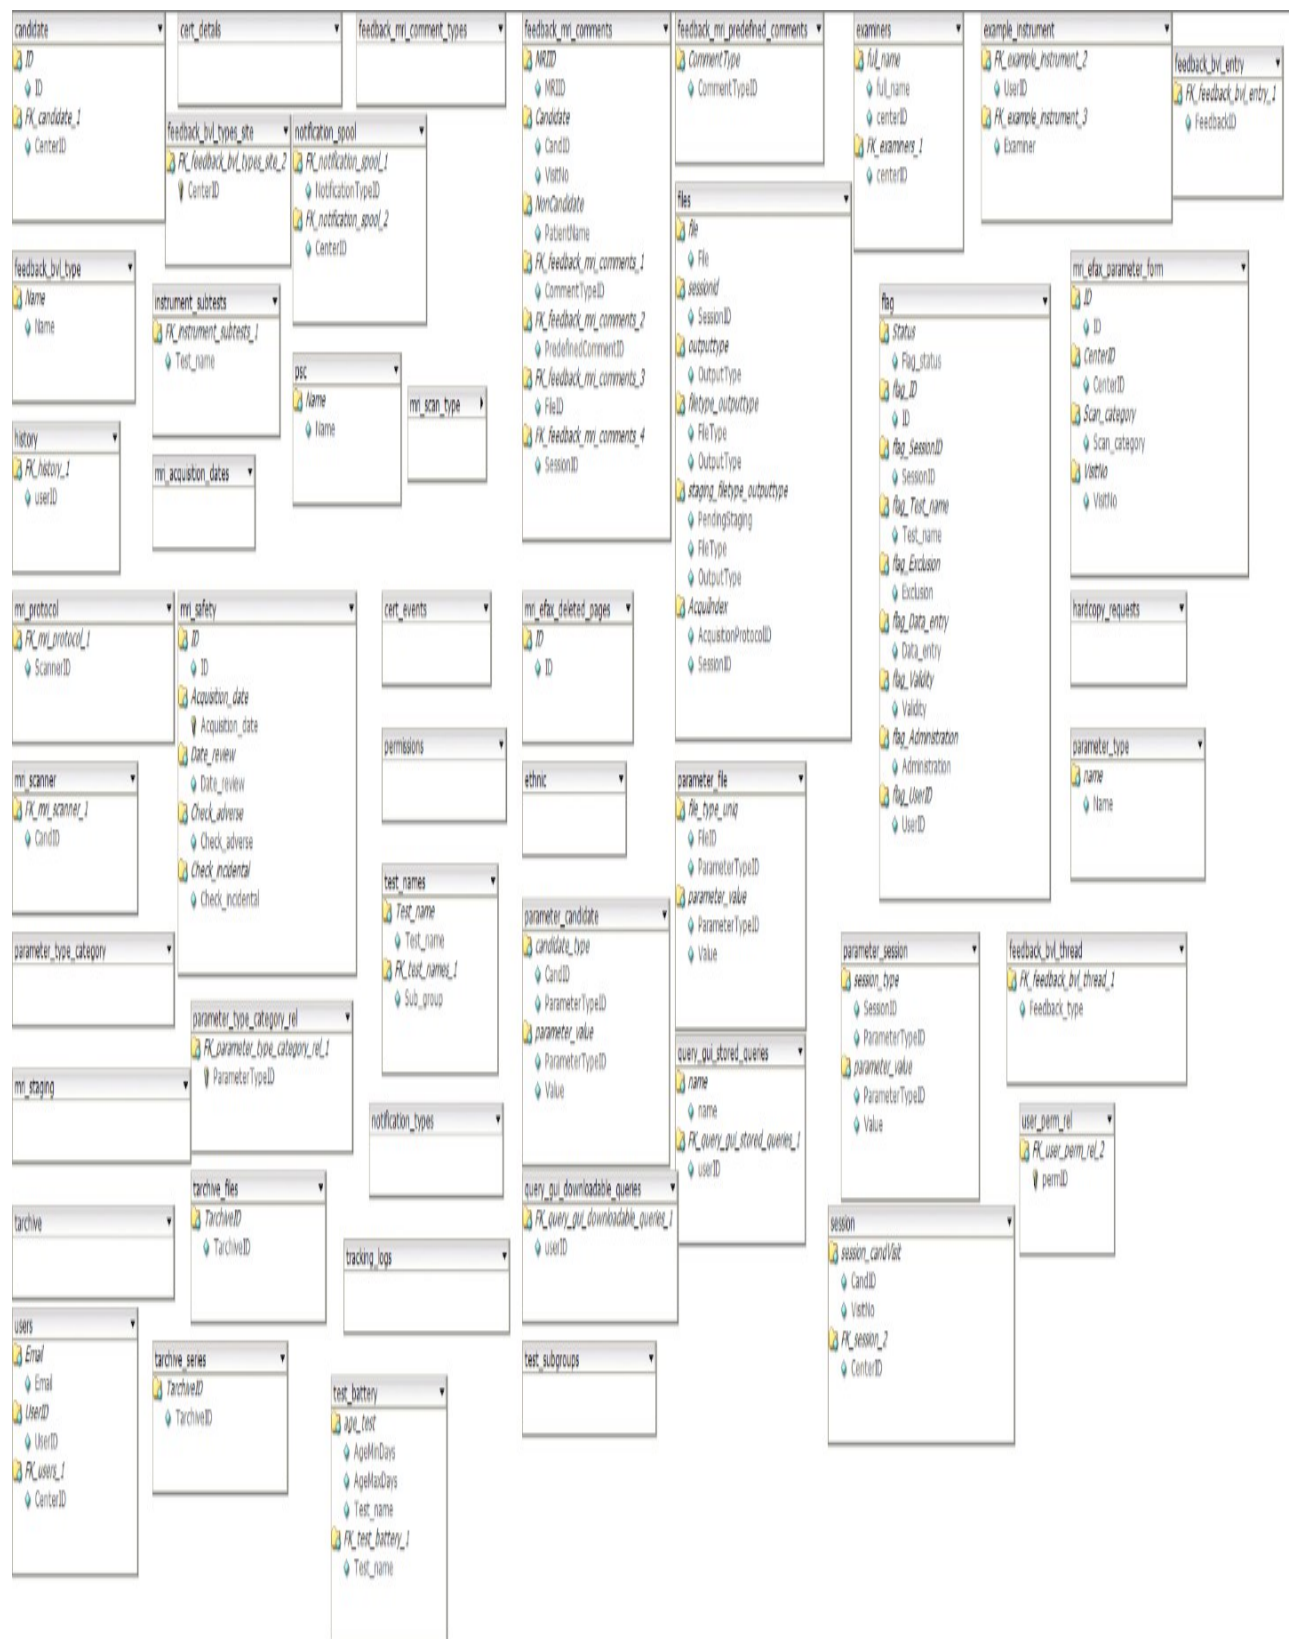 candidate
ID
ID
FK_candidate_1
CenterID
cert_details
feedback_mri_comment_types
feedback_bvl_types_site
FK_feedback_bvl_types_site_2
CenterID
notification_spool
FK_notification_spool_1
NotificationTypeID
FK_notification_spool_2
CenterID
feedback_mri_comments
MRIID
MRIID
Candidate
CandID
VisitNo
NonCandidate
PatientName
FK_feedback_mri_comments_1
CommentTypeID
FK_feedback_mri_comments_2
PredefinedCommentID
FK_feedback_mri_comments_3
FileID
FK_feedback_mri_comments_4
SessionID
feedback_mri_predefined_comments
CommentType
CommentTypeID
files
file
File
sessionid
SessionID
outputtype
OutputType
filetype_outputtype
FileType
OutputType
staging_filetype_outputtype
PendingStaging
FileType
OutputType
AcquiIndex
AcquisitionProtocolID
SessionID
examiners
full_name
full_name
centerID
FK_examiners_1
centerID
example_instrument
FK_example_instrument_2
UserID
FK_example_instrument_3
Examiner
feedback_bvl_entry
FK_feedback_bvl_entry_1
FeedbackID
feedback_bvl_type
Name
Name
instrument_subtests
FK_instrument_subtests_1
Test_name
psc
Name
Name
mri_scan_type
history
FK_history_1
userID
mri_acquisition_dates
flag
Status
Flag_status
flag_ID
ID
flag_SessionID
SessionID
flag_Test_name
Test_name
flag_Exclusion
Exclusion
flag_Data_entry
Data_entry
flag_Validity
Validity
flag_Administration
Administration
flag_UserID
UserID
mri_efax_parameter_form
ID
ID
CenterID
CenterID
Scan_category
Scan_category
VisitNo
VisitNo
mri_protocol
FK_mri_protocol_1
ScannerID
mri_safety
ID
ID
Acquisition_date
Acquisition_date
Date_review
Date_review
Check_adverse
Check_adverse
Check_incidental
Check_incidental
cert_events
mri_efax_deleted_pages
ID
ID
hardcopy_requests
permissions
ethnic
parameter_type
name
Name
mri_scanner
FK_mri_scanner_1
CandID
parameter_file
file_type_uniq
FileID
ParameterTypeID
parameter_value
ParameterTypeID
Value
test_names
Test_name
Test_name
FK_test_names_1
Sub_group
parameter_candidate
candidate_type
CandID
ParameterTypeID
parameter_value
ParameterTypeID
Value
parameter_type_category
parameter_type_category_rel
FK_parameter_type_category_rel_1
ParameterTypeID
parameter_session
session_type
SessionID
ParameterTypeID
parameter_value
ParameterTypeID
Value
feedback_bvl_thread
FK_feedback_bvl_thread_1
Feedback_type
query_gui_stored_queries
name
name
FK_query_gui_stored_queries_1
userID
mri_staging
notification_types
user_perm_rel
FK_user_perm_rel_2
permID
tarchive_files
TarchiveID
TarchiveID
query_gui_downloadable_queries
FK_query_gui_downloadable_queries_1
userID
tarchive
tracking_logs
session
session_candVisit
CandID
VisitNo
FK_session_2
CenterID
users
Email
Email
UserID
UserID
FK_users_1
CenterID
tarchive_series
TarchiveID
TarchiveID
test_battery
age_test
AgeMinDays
AgeMaxDays
Test_name
FK_test_battery_1
Test_name
test_subgroups